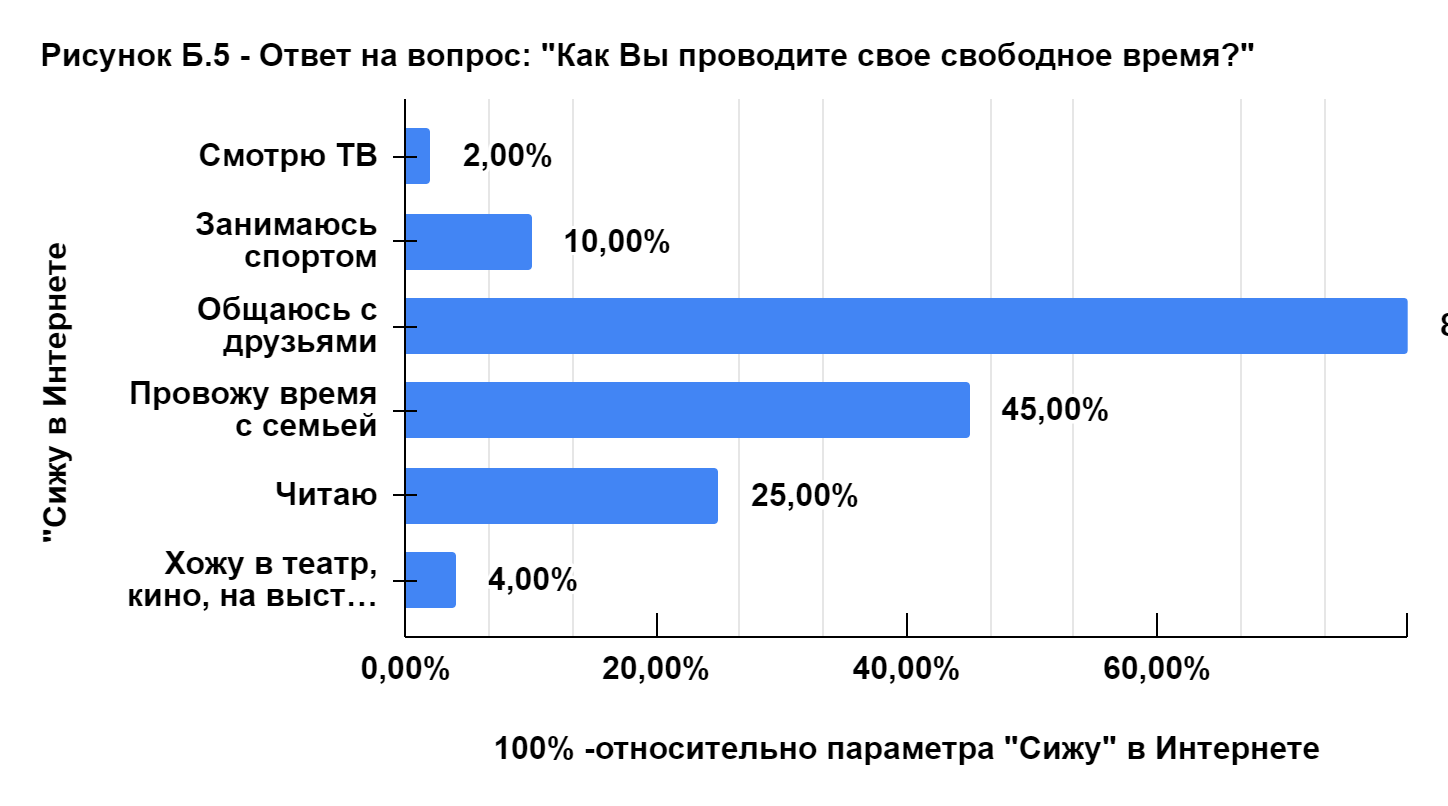 Рисунок Б.5 - Ответ на вопрос: "Как Вы проводите свое свободное время?"
"Сижу в Интернете
Смотрю ТВ
2,00%
Занимаюсь
спортом
10,00%
Общаюсь с
друзьями
Провожу время
с семьей
45,00%
Читаю
25,00%
Хожу в театр,
кино, на выст…
4,00%
0,00%
20,00%
40,00%
60,00%
100% -относительно параметра "Сижу" в Интернете